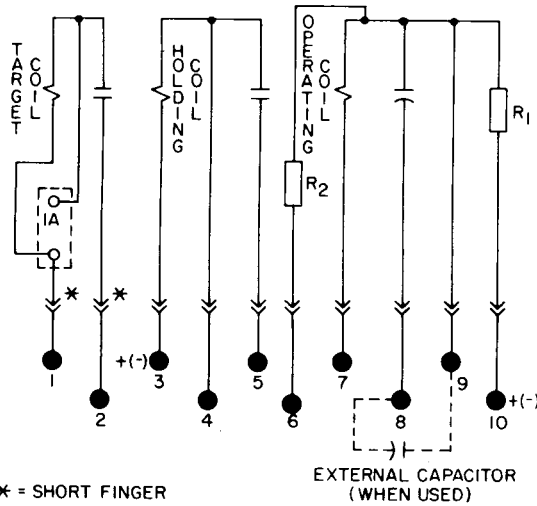 TARGET
COIL
HOLDING
COIL
OPERATING
COIL
R1
R2
1A
*
*
+(-)
+(-)
1
2
3
4
5
6
7
8
9
10
* = SHORT FINGER
EXTERNAL CAPACITOR
(WHEN USED)